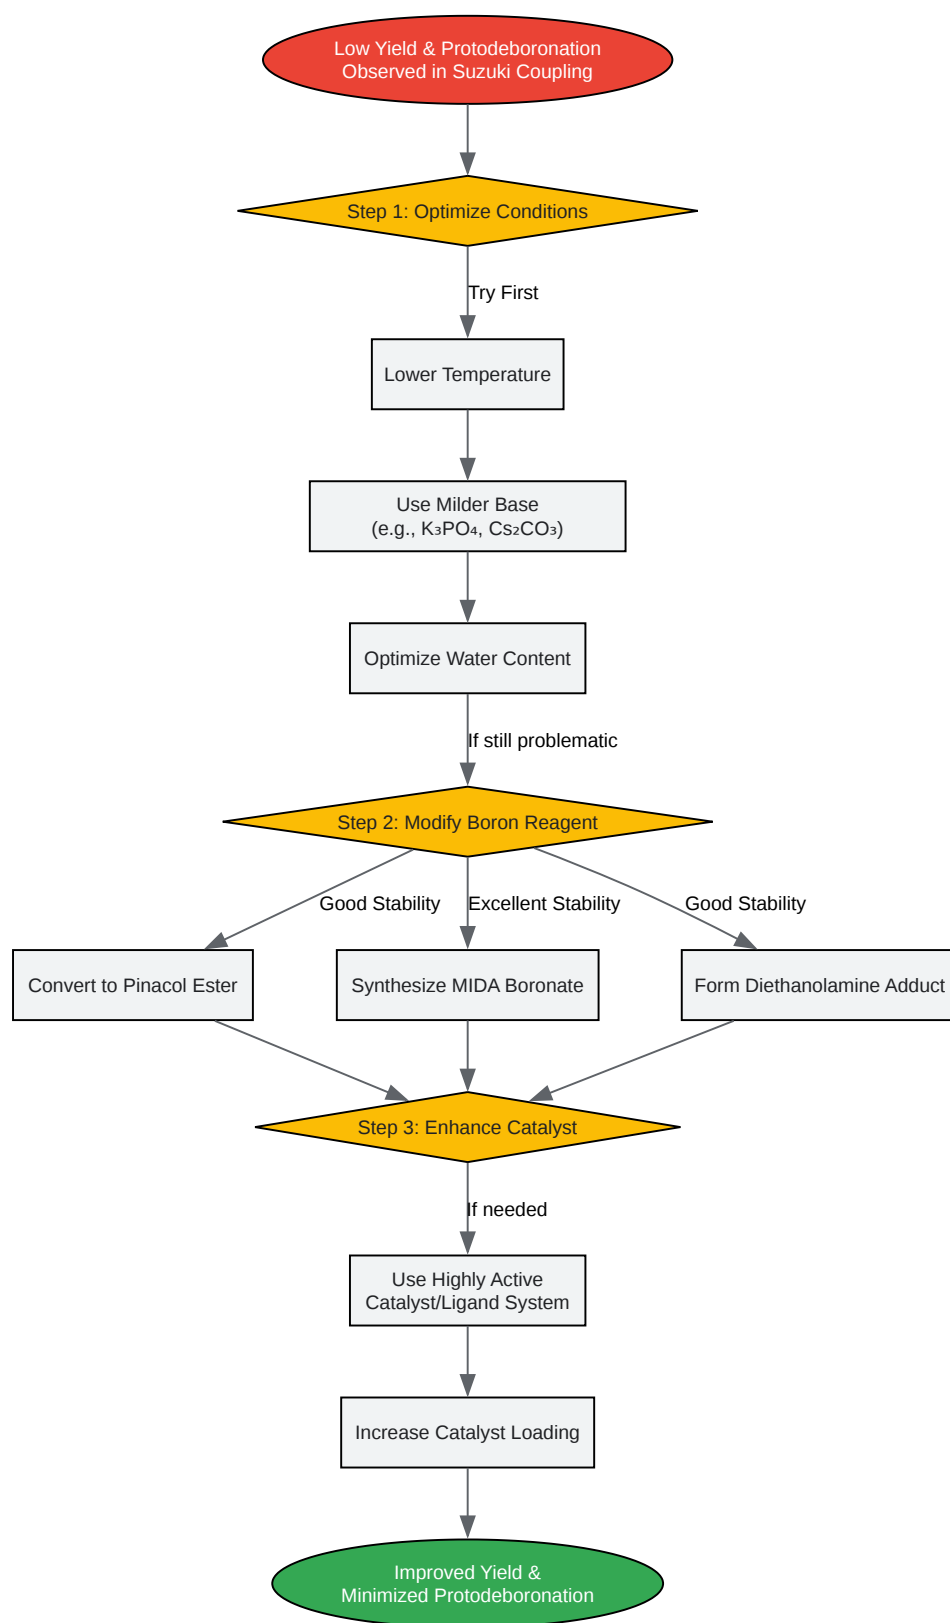 Low Yield & Protodeboronation
Observed in Suzuki Coupling
Step 1: Optimize Conditions
Try First
Lower Temperature
Use Milder Base
(e.g., K₃PO₄, Cs₂CO₃)
Optimize Water Content
If still problematic
Step 2: Modify Boron Reagent
Good Stability
Excellent Stability
Good Stability
Convert to Pinacol Ester
Synthesize MIDA Boronate
Form Diethanolamine Adduct
Step 3: Enhance Catalyst
If needed
Use Highly Active
Catalyst/Ligand System
Increase Catalyst Loading
Improved Yield &
Minimized Protodeboronation